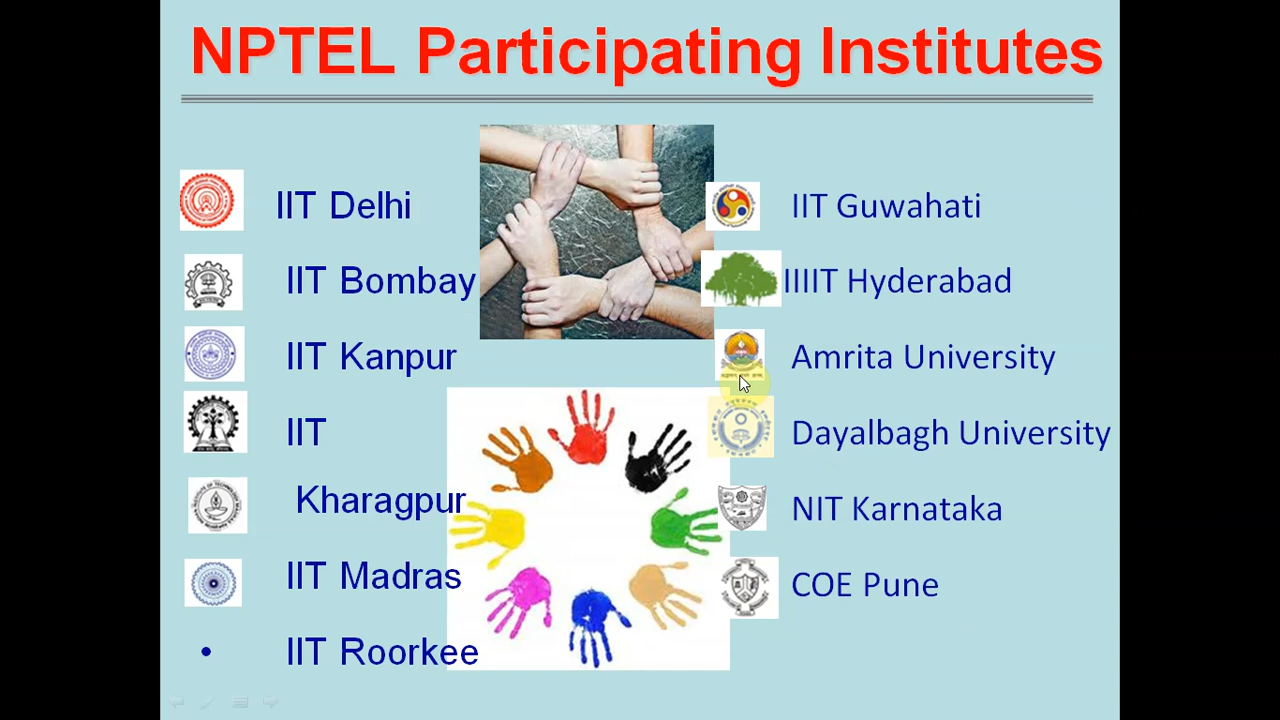 NPTEL Participating Institutes
IIT Delhi
IIT Bombay
IIT Kanpur
IIT
Kharagpur
IIT Madras
• IIT Roorkee
IIT Guwahati
IIIIT Hyderabad
Amrita University
Dayalbagh University
NIT Karnataka
COE Pune